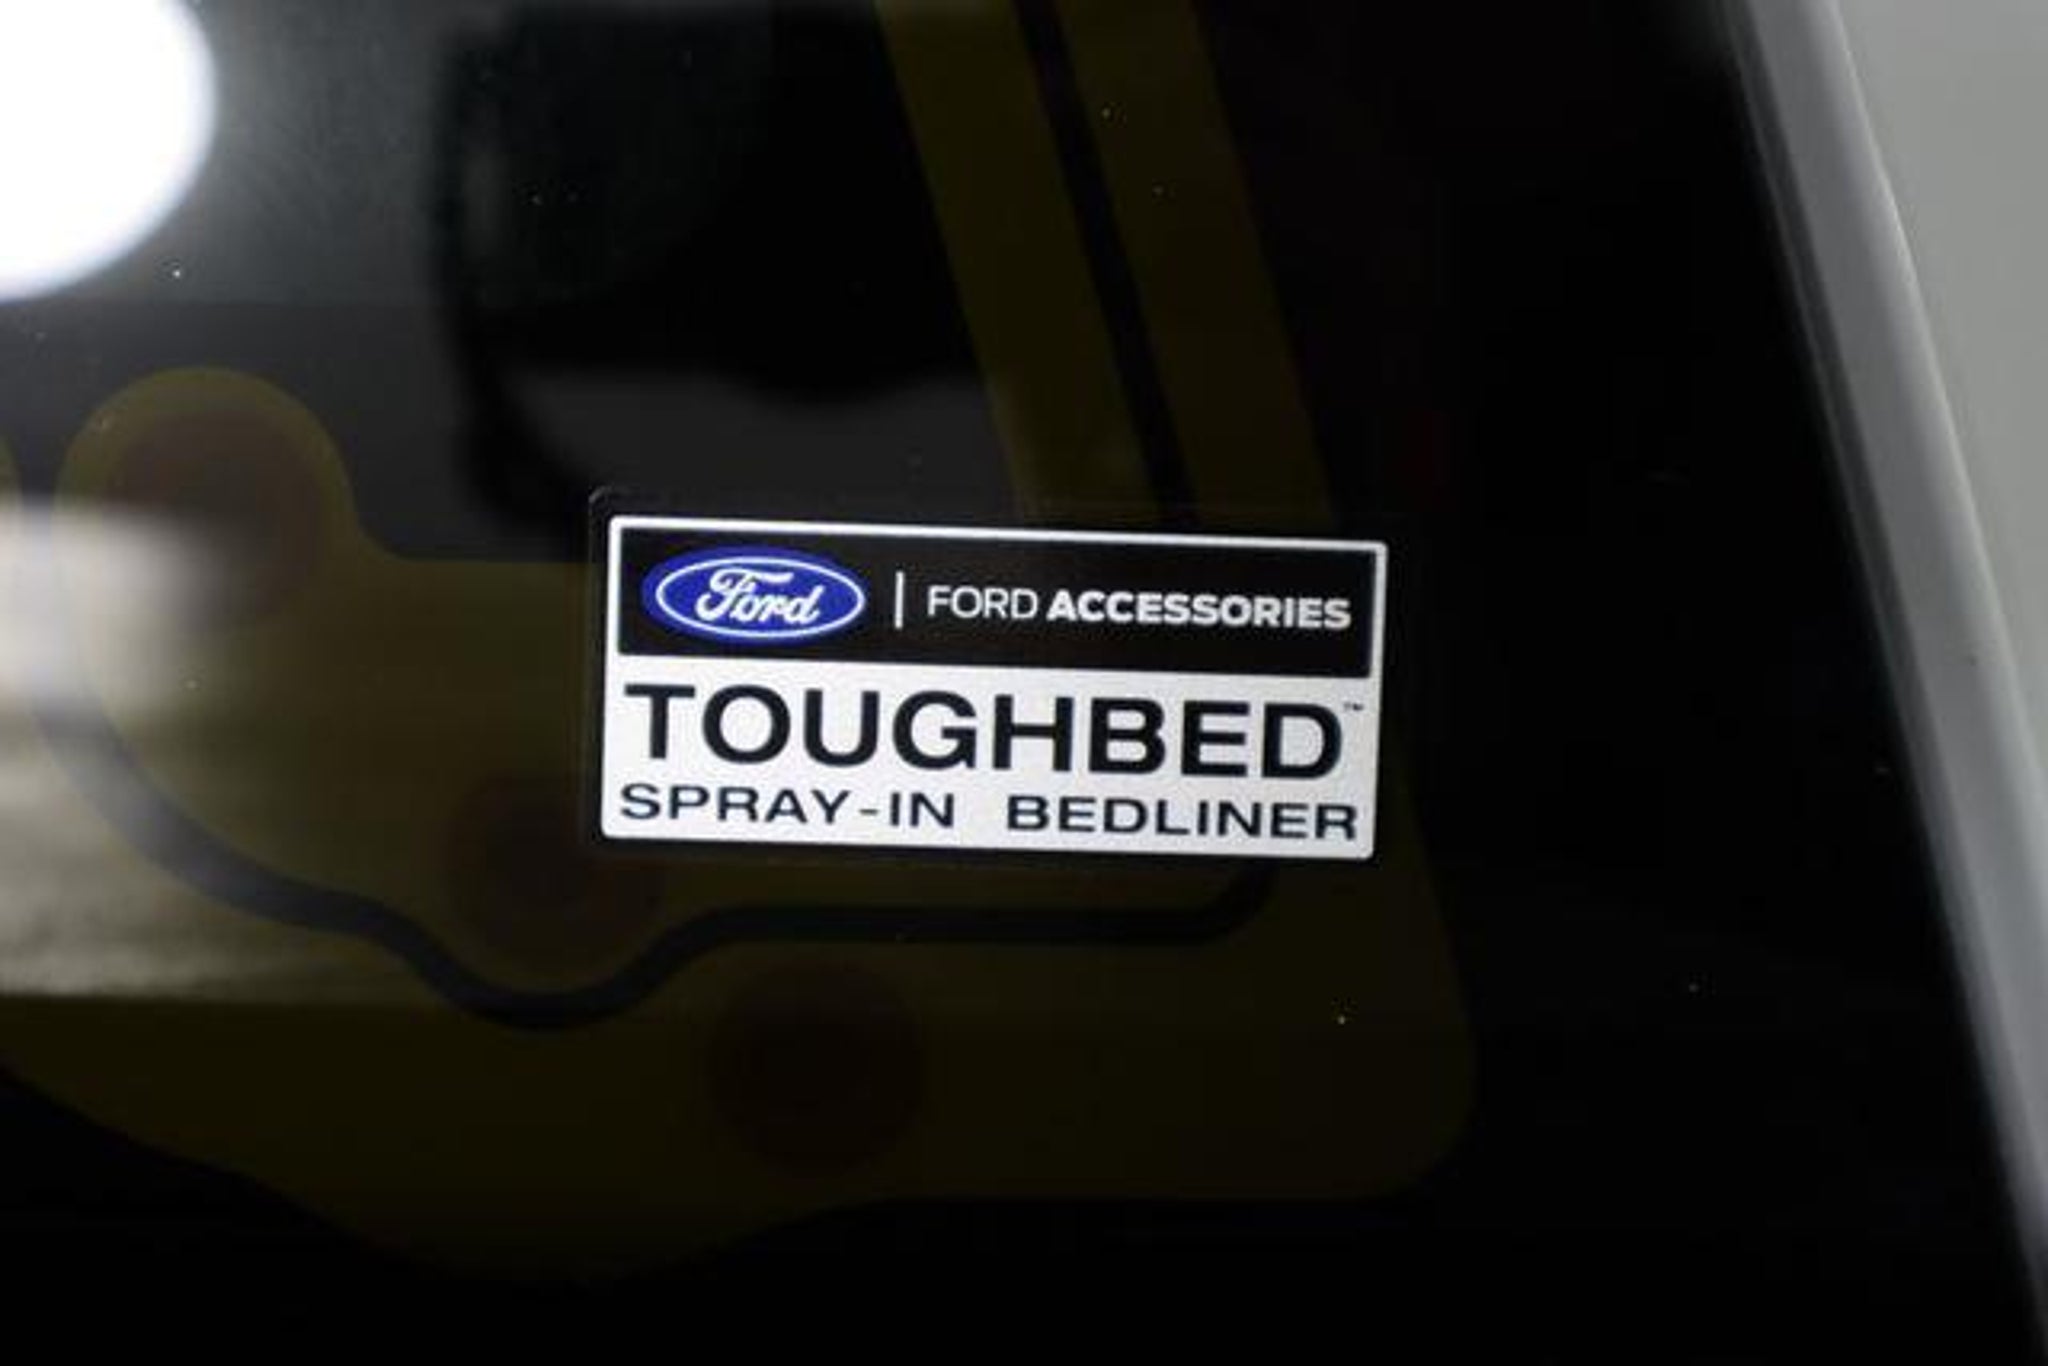 Ford | FORD ACCESSORIES
TOUGHBED™
SPRAY-IN BEDLINER